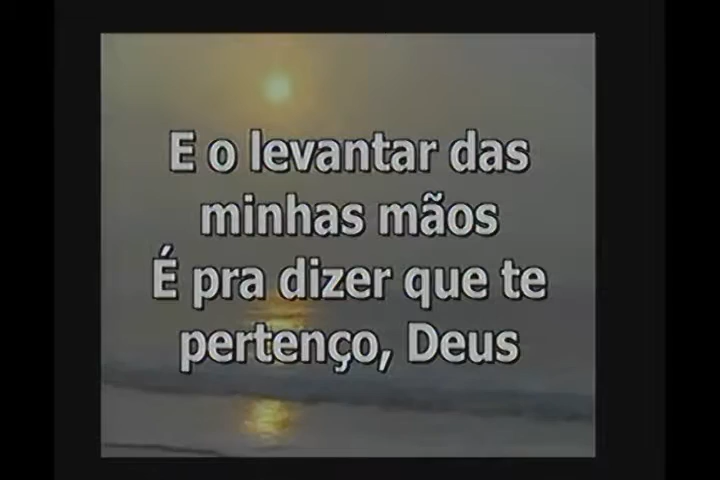 E o levantar das
minhas mãos
É pra dizer que te
pertenço, Deus